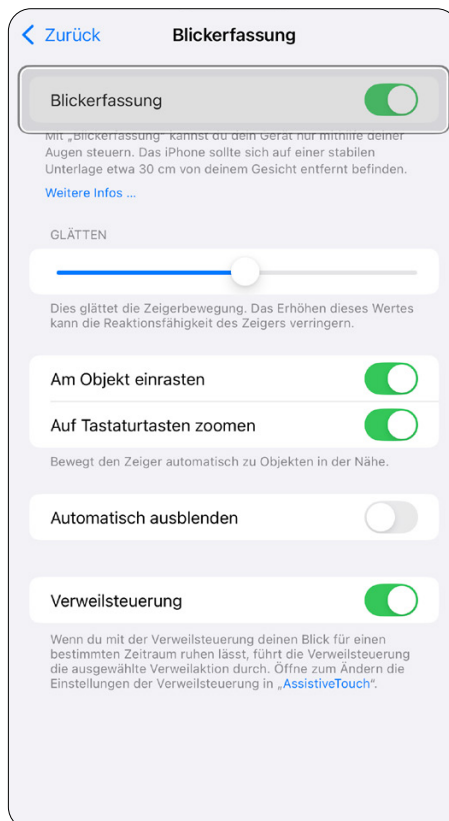 Zurück Blickerfassung
Blickerfassung
Mit „Blickerfassung“ kannst du dein Gerät nur mithilfe deiner
Augen steuern. Das iPhone sollte sich auf einer stabilen
Unterlage etwa 30 cm von deinem Gesicht entfernt befinden.
Weitere Infos ...
GLÄTTEN
Dies glättet die Zeigerbewegung. Das Erhöhen dieses Wertes
kann die Reaktionsfähigkeit des Zeigers verringern.
Am Objekt einrasten
Auf Tastaturtasten zoomen
Bewegt den Zeiger automatisch zu Objekten in der Nähe.
Automatisch ausblenden
Verweilsteuerung
Wenn du mit der Verweilsteuerung deinen Blick für einen
bestimmten Zeitraum ruhen lässt, führt die Verweilsteuerung
die ausgewählte Verweilaktion durch. Öffne zum Ändern die
Einstellungen der Verweilsteuerung in „AssistiveTouch“.